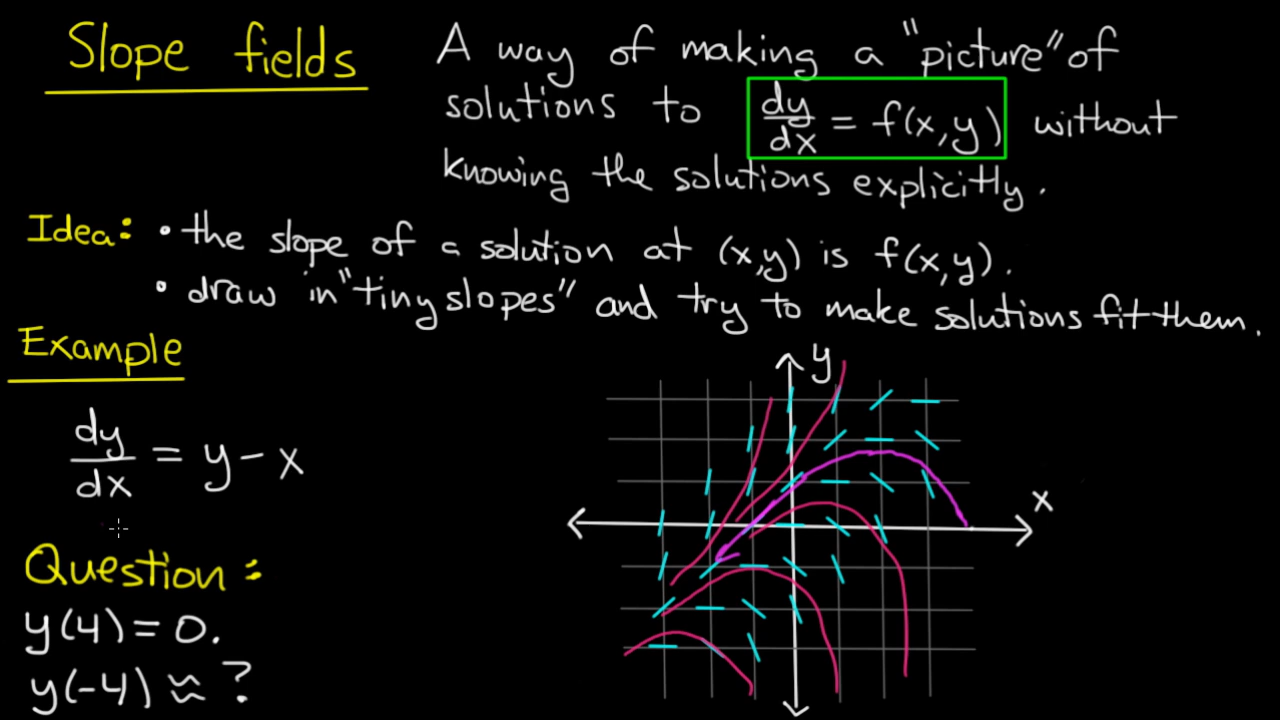 Slope fields
A way of making a "picture" of
solutions to dy/dx = f(x,y) without
knowing the solutions explicitly.
Idea: • the slope of a solution at (x,y) is f(x,y).
• draw in "tiny slopes" and try to make solutions fit them.
Example
dy/dx = y - x
Question:
y(4) = 0.
y(-4) ≈ ?
y
x